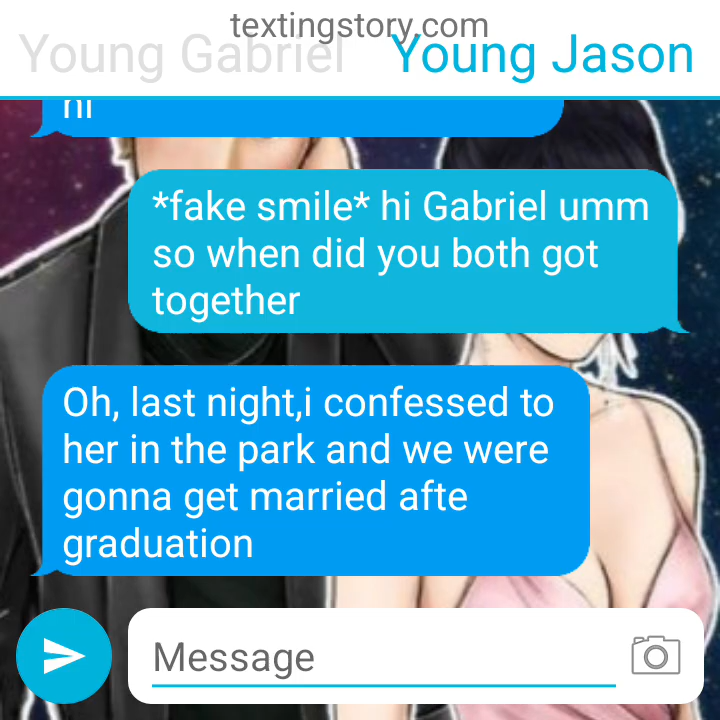 textingstory.com
Young Gabriel Young Jason
hi
*fake smile* hi Gabriel umm
so when did you both got
together
Oh, last night,i confessed to
her in the park and we were
gonna get married afte
graduation
Message